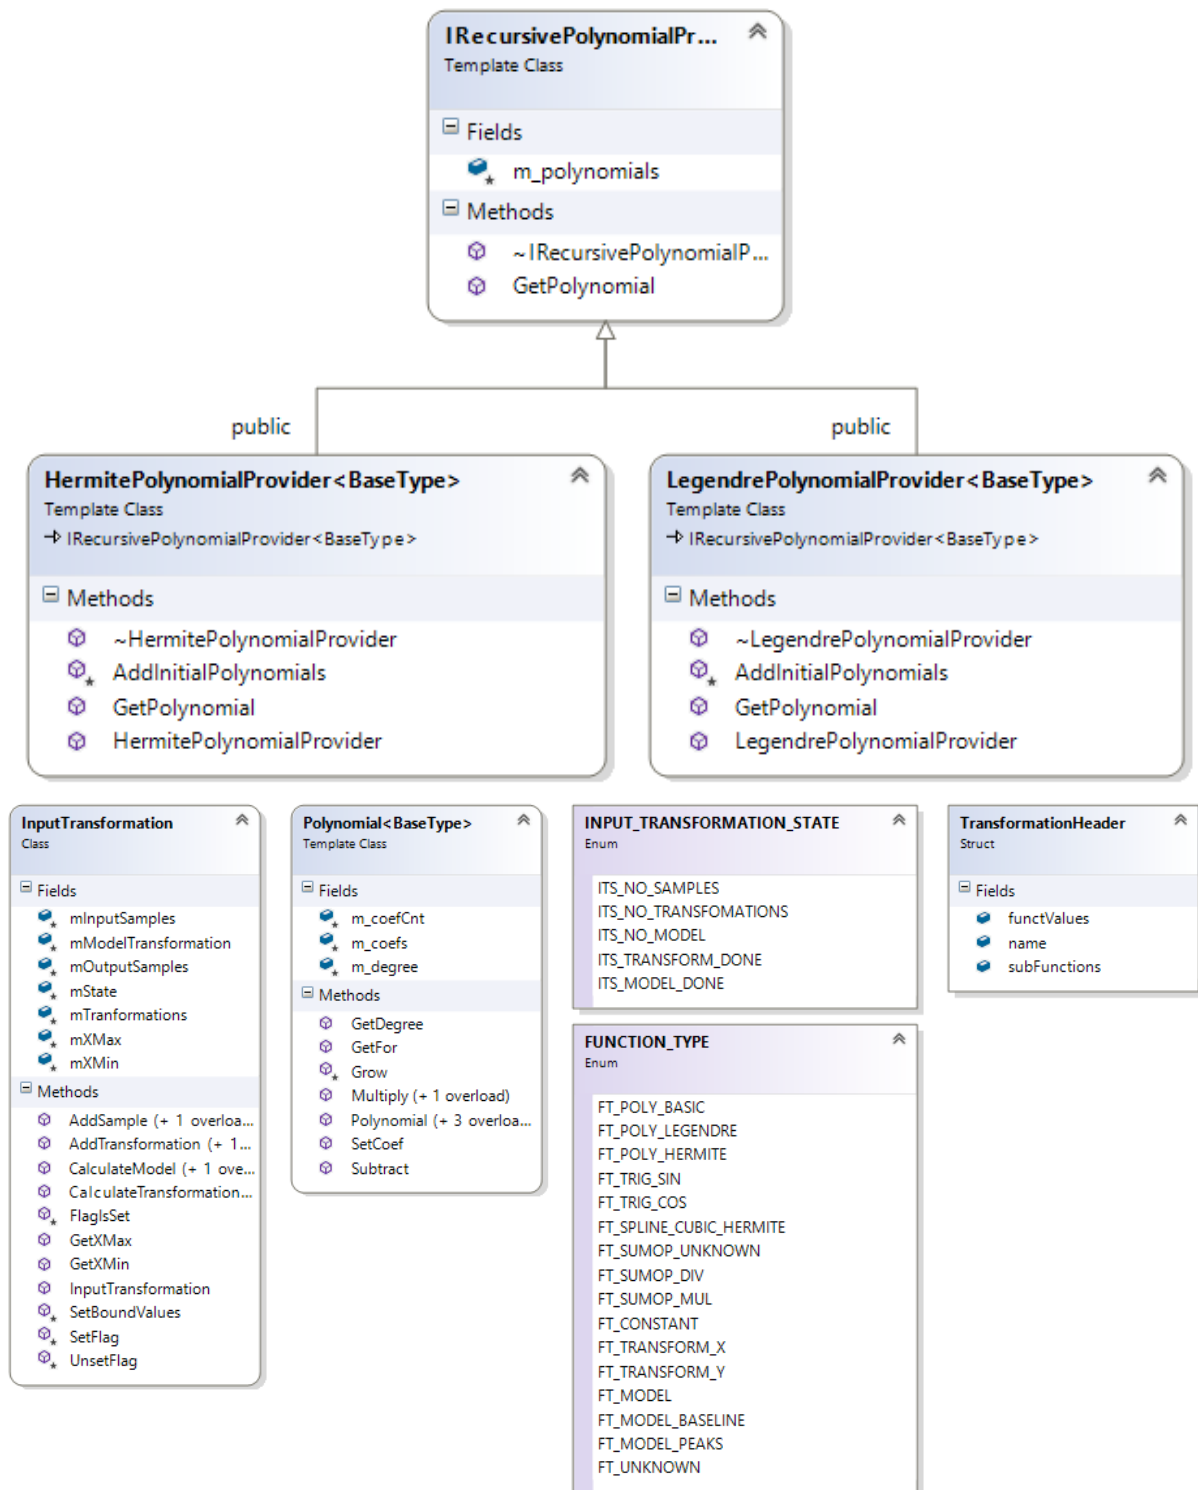 IRecursivePolynomialPr...
Template Class
Fields
m_polynomials
Methods
~IRecursivePolynomialP...
GetPolynomial
public
public
HermitePolynomialProvider<BaseType>
Template Class
IRecursivePolynomialProvider<BaseType>
Methods
~HermitePolynomialProvider
AddInitialPolynomials
GetPolynomial
HermitePolynomialProvider
LegendrePolynomialProvider<BaseType>
Template Class
IRecursivePolynomialProvider<BaseType>
Methods
~LegendrePolynomialProvider
AddInitialPolynomials
GetPolynomial
LegendrePolynomialProvider
InputTransformation
Class
Fields
mInputSamples
mModelTransformation
mOutputSamples
mState
mTranformations
mXMax
mXMin
Methods
AddSample (+ 1 overloa...
AddTransformation (+ 1...
CalculateModel (+ 1 ove...
CalculateTransformation...
FlagIsSet
GetXMax
GetXMin
InputTransformation
SetBoundValues
SetFlag
UnsetFlag
Polynomial<BaseType>
Template Class
Fields
m_coefCnt
m_coefs
m_degree
Methods
GetDegree
GetFor
Grow
Multiply (+ 1 overload)
Polynomial (+ 3 overloa...
SetCoef
Subtract
INPUT_TRANSFORMATION_STATE
Enum
ITS_NO_SAMPLES
ITS_NO_TRANSFOMATIONS
ITS_NO_MODEL
ITS_TRANSFORM_DONE
ITS_MODEL_DONE
FUNCTION_TYPE
Enum
FT_POLY_BASIC
FT_POLY_LEGENDRE
FT_POLY_HERMITE
FT_TRIG_SIN
FT_TRIG_COS
FT_SPLINE_CUBIC_HERMITE
FT_SUMOP_UNKNOWN
FT_SUMOP_DIV
FT_SUMOP_MUL
FT_CONSTANT
FT_TRANSFORM_X
FT_TRANSFORM_Y
FT_MODEL
FT_MODEL_BASELINE
FT_MODEL_PEAKS
FT_UNKNOWN
TransformationHeader
Struct
Fields
functValues
name
subFunctions